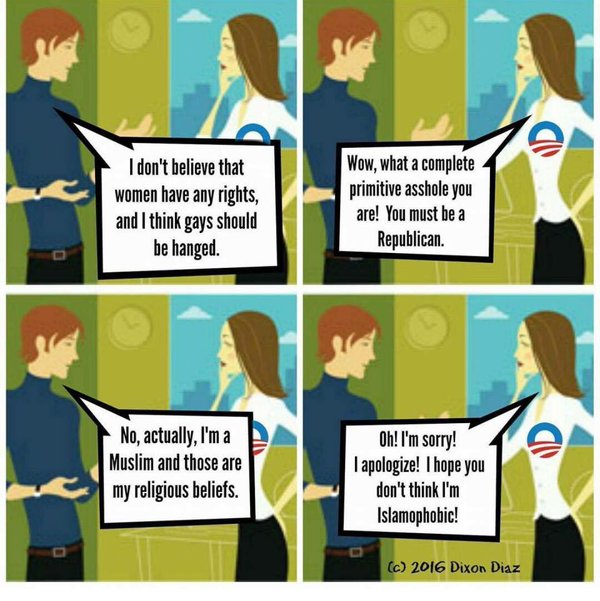 I don't believe that
women have any rights,
and I think gays should
be hanged.
Wow, what a complete
primitive asshole you
are! You must be a
Republican.
No, actually, I'm a
Muslim and those are
my religious beliefs.
Oh! I'm sorry!
I apologize! I hope you
don't think I'm
Islamophobic!
(c) 2016 Dixon Diaz